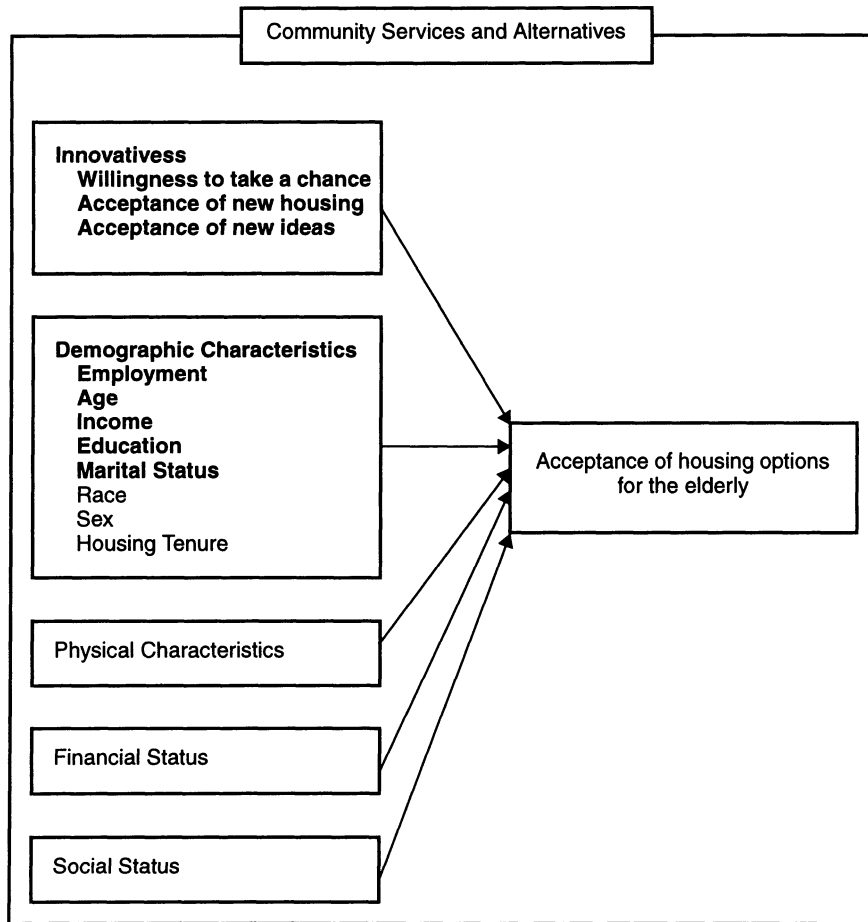 Community Services and Alternatives
Innovativess
Willingness to take a chance
Acceptance of new housing
Acceptance of new ideas
Demographic Characteristics
Employment
Age
Income
Education
Marital Status
Race
Sex
Housing Tenure
Acceptance of housing options
for the elderly
Physical Characteristics
Financial Status
Social Status